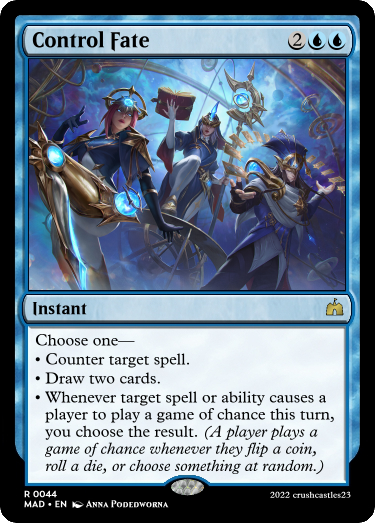 Control Fate 2
Instant
Choose one—
• Counter target spell.
• Draw two cards.
• Whenever target spell or ability causes a
player to play a game of chance this turn,
you choose the result. (A player plays a
game of chance whenever they flip a coin,
roll a die, or choose something at random.)
R 0044
MAD • EN Anna Podedworna
2022 crushcastles23